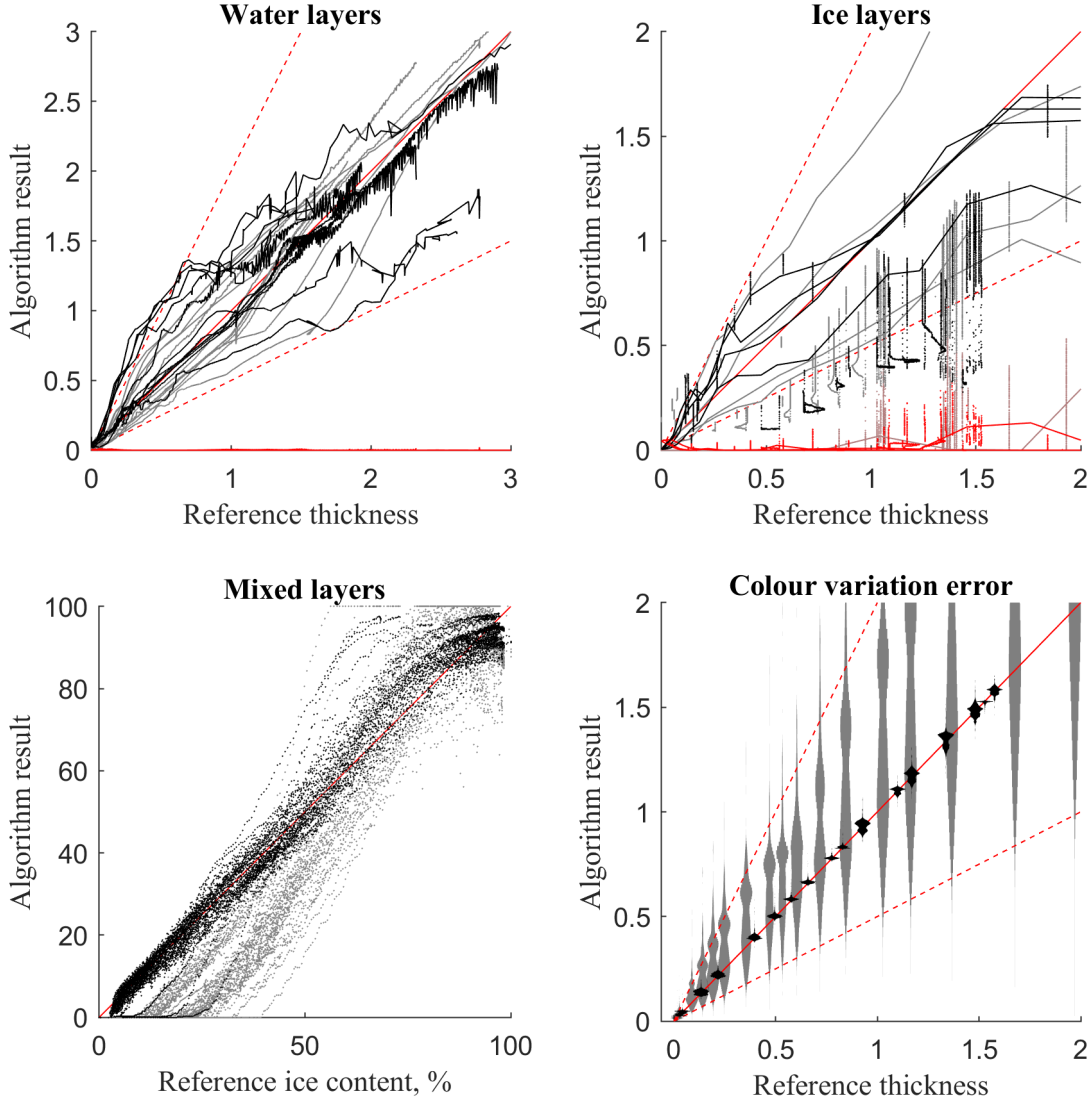 Water layers
3
2.5
2
1.5
1
0.5
0
Algorithm result
0 1 2 3
Reference thickness
Ice layers
2
1.5
1
0.5
0
Algorithm result
0 0.5 1 1.5 2
Reference thickness
Mixed layers
100
80
60
40
20
0
Algorithm result
0 50 100
Reference ice content, %
Colour variation error
2
1.5
1
0.5
0
Algorithm result
0 0.5 1 1.5 2
Reference thickness